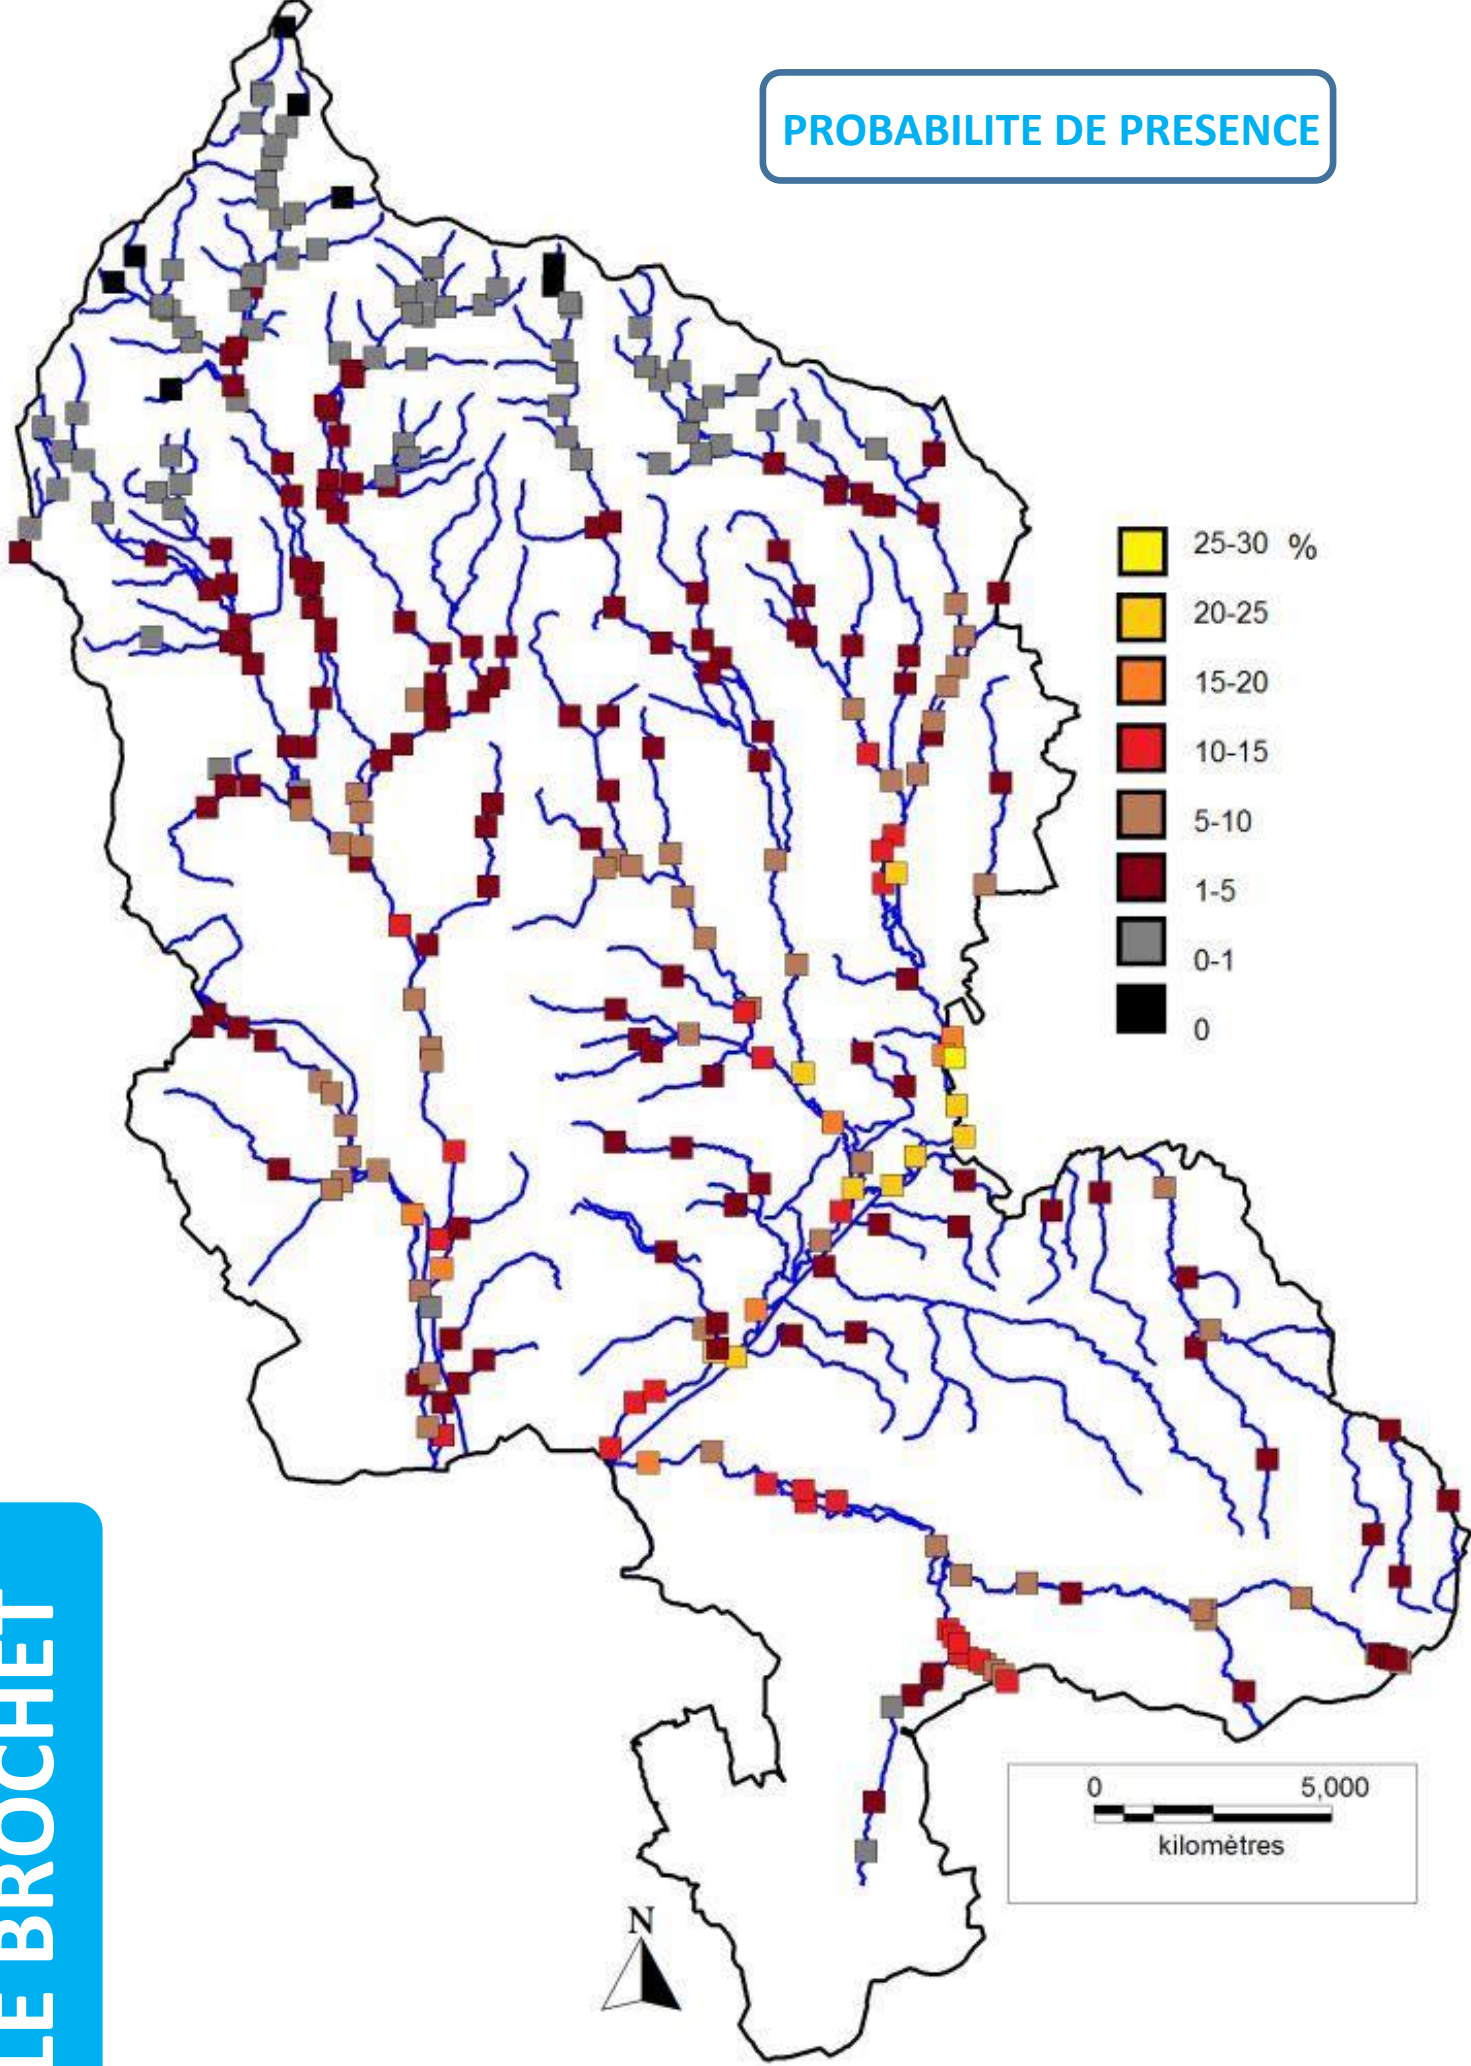 PROBABILITE DE PRESENCE
25-30 %
20-25
15-20
10-15
5-10
1-5
0-1
0
0 5,000
kilomètres
N
LE BROCHET